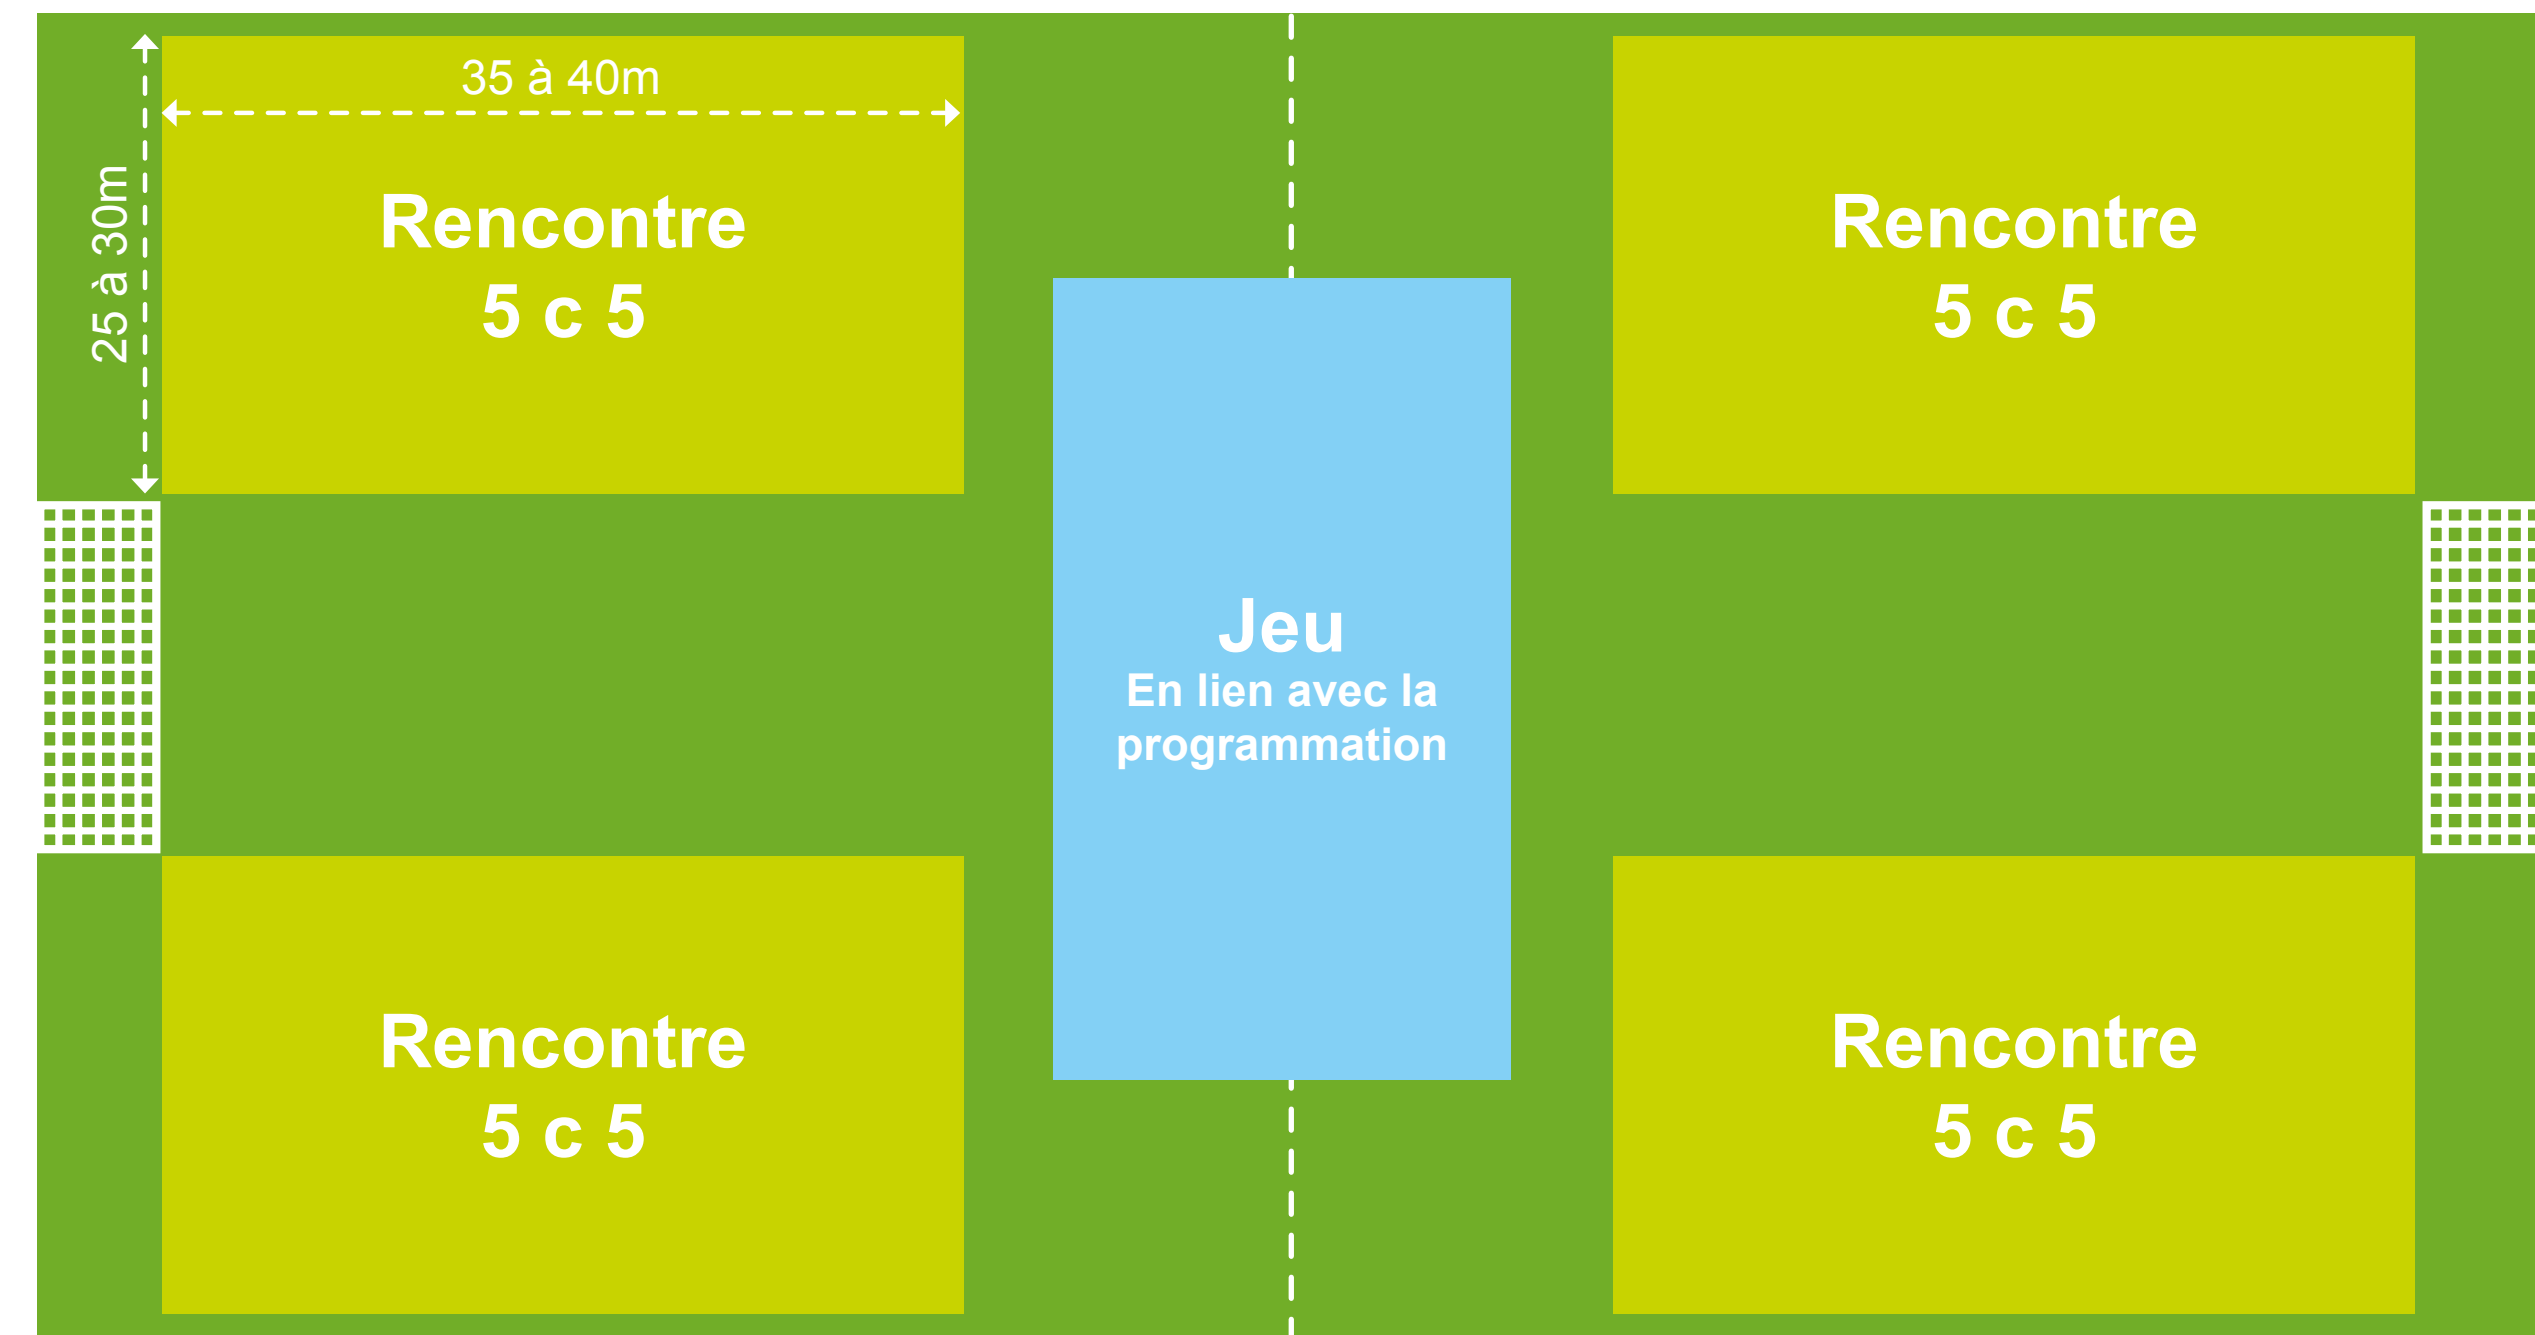 35 à 40m
25 à 30m
Rencontre
5 c 5
Rencontre
5 c 5
Jeu
En lien avec la
programmation
Rencontre
5 c 5
Rencontre
5 c 5